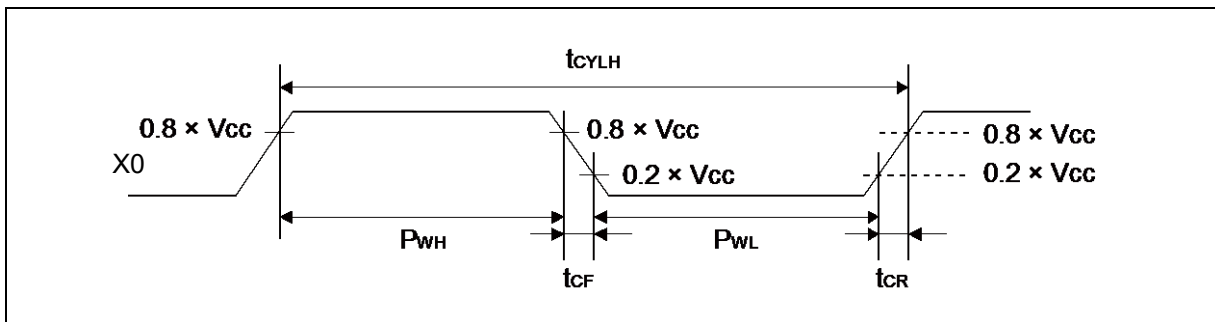 tCYLH
0.8 × VCC
0.8 × VCC
0.8 × VCC
X0
0.2 × VCC
0.2 × VCC
PWH
PWL
tCF
tCR